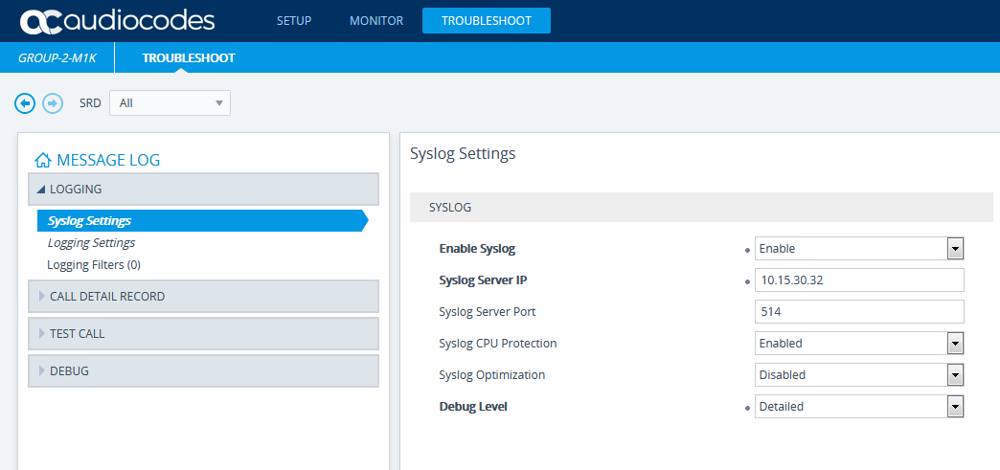 audiocodes SETUP MONITOR TROUBLESHOOT
GROUP-2-M1K TROUBLESHOOT
SRD All
MESSAGE LOG
LOGGING
Syslog Settings
Logging Settings
Logging Filters (0)
CALL DETAIL RECORD
TEST CALL
DEBUG
Syslog Settings
SYSLOG
Enable Syslog Enable
Syslog Server IP 10.15.30.32
Syslog Server Port 514
Syslog CPU Protection Enabled
Syslog Optimization Disabled
Debug Level Detailed